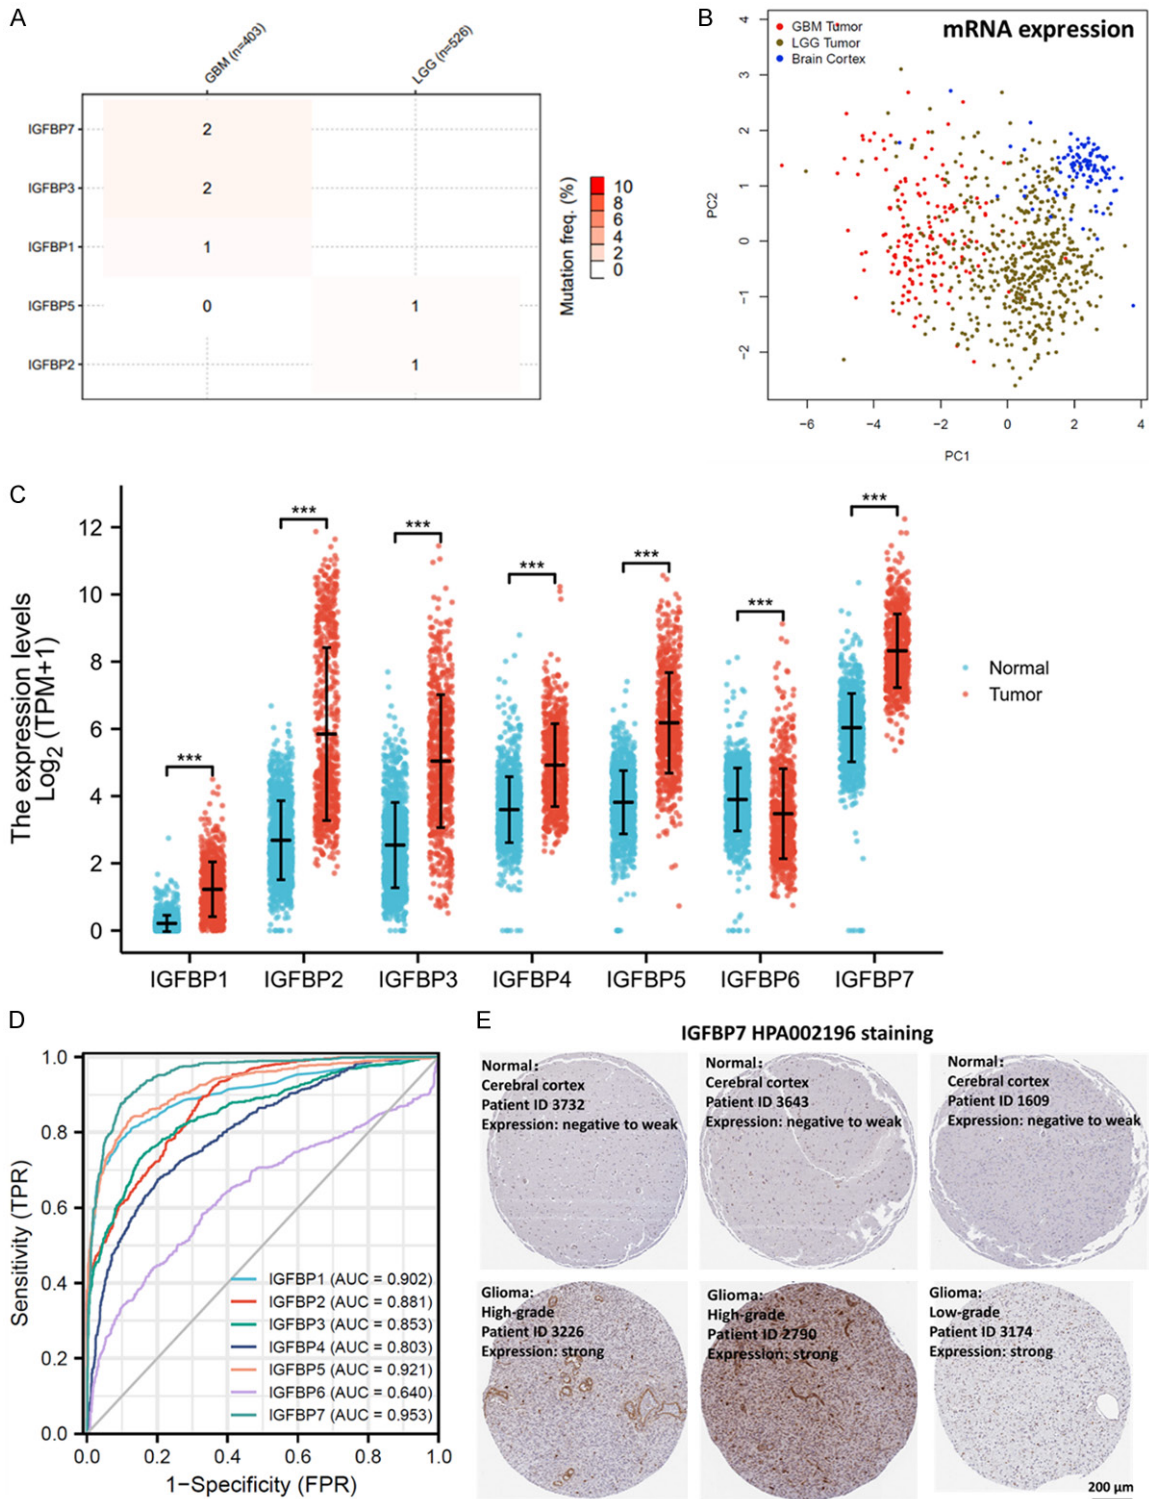 A
GBM (n=403)
LGG (n=526)
IGFBP7
2
IGFBP3
2
IGFBP1
1
IGFBP5
0
1
IGFBP2
1
Mutation freq. (%)
10
8
6
4
2
0
B
mRNA expression
GBM Tumor
LGG Tumor
Brain Cortex
PC2
4
3
2
1
0
−1
−2
−6
−4
−2
0
2
4
PC1
C
The expression levels
Log2 (TPM+1)
12
10
8
6
4
2
0
***
***
***
***
***
***
***
Normal
Tumor
IGFBP1
IGFBP2
IGFBP3
IGFBP4
IGFBP5
IGFBP6
IGFBP7
D
Sensitivity (TPR)
1.0
0.8
0.6
0.4
0.2
0.0
IGFBP1 (AUC = 0.902)
IGFBP2 (AUC = 0.881)
IGFBP3 (AUC = 0.853)
IGFBP4 (AUC = 0.803)
IGFBP5 (AUC = 0.921)
IGFBP6 (AUC = 0.640)
IGFBP7 (AUC = 0.953)
0.0
0.2
0.4
0.6
0.8
1.0
1−Specificity (FPR)
E
IGFBP7 HPA002196 staining
Normal:
Cerebral cortex
Patient ID 3732
Expression: negative to weak
Normal:
Cerebral cortex
Patient ID 3643
Expression: negative to weak
Normal:
Cerebral cortex
Patient ID 1609
Expression: negative to weak
Glioma:
High-grade
Patient ID 3226
Expression: strong
Glioma:
High-grade
Patient ID 2790
Expression: strong
Glioma:
Low-grade
Patient ID 3174
Expression: strong
200 μm